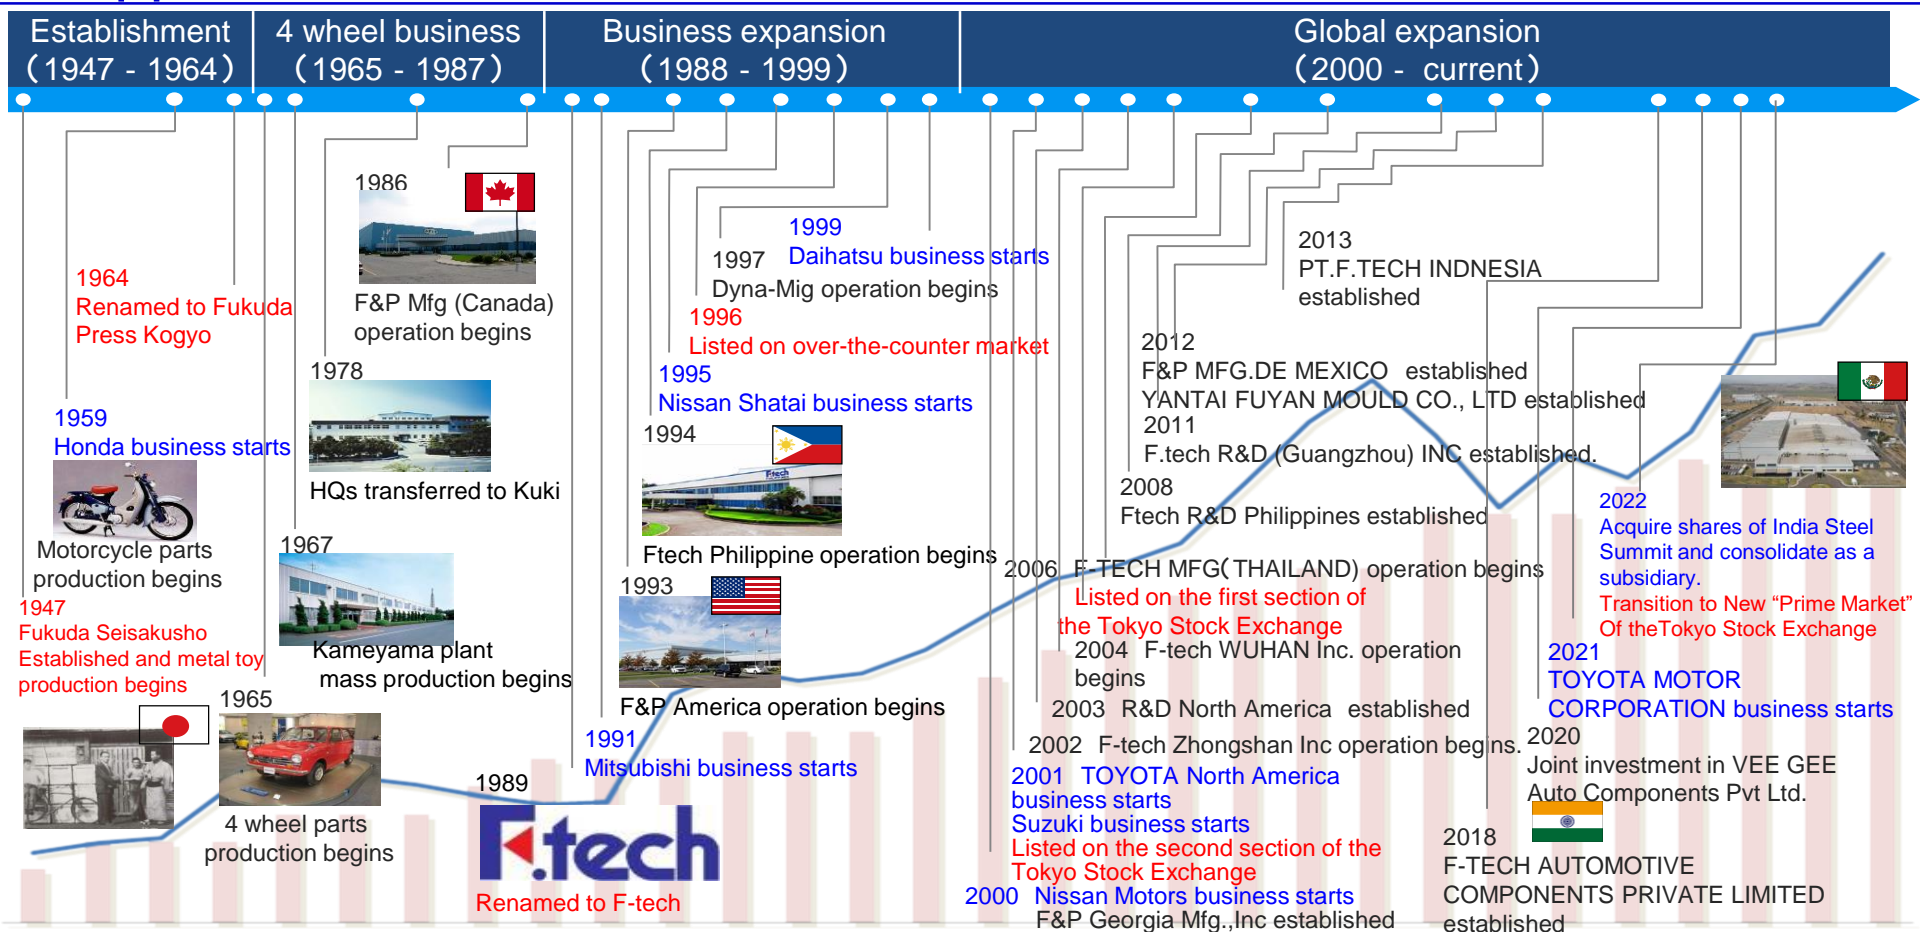 Establishment
(1947 - 1964)
4 wheel business
(1965 - 1987)
Business expansion
(1988 - 1999)
Global expansion
(2000 - current)
1964
Renamed to Fukuda
Press Kogyo
1959
Honda business starts
Motorcycle parts
production begins
1947
Fukuda Seisakusho
Established and metal toy
production begins
1986
F&P Mfg (Canada)
operation begins
1978
HQs transferred to Kuki
1967
Kameyama plant
mass production begins
1965
4 wheel parts
production begins
1989
F.tech
Renamed to F-tech
1999
Daihatsu business starts
1997
Dyna-Mig operation begins
1996
Listed on over-the-counter market
1995
Nissan Shatai business starts
1994
F.tech
Ftech Philippine operation begins
1993
F&P America operation begins
1991
Mitsubishi business starts
2013
PT.F.TECH INDNESIA
established
2012
F&P MFG.DE MEXICO established
YANTAI FUYAN MOULD CO., LTD established
2011
F.tech R&D (Guangzhou) INC established.
2008
Ftech R&D Philippines established
2006 F-TECH MFG(THAILAND) operation begins
Listed on the first section of
the Tokyo Stock Exchange
2004 F-tech WUHAN Inc. operation
begins
2003 R&D North America established
2002 F-tech Zhongshan Inc operation begins.
2001 TOYOTA North America
business starts
Suzuki business starts
Listed on the second section of the
Tokyo Stock Exchange
2000 Nissan Motors business starts
F&P Georgia Mfg.,Inc established
2022
Acquire shares of India Steel
Summit and consolidate as a
subsidiary.
Transition to New “Prime Market”
Of theTokyo Stock Exchange
2021
TOYOTA MOTOR
CORPORATION business starts
2020
Joint investment in VEE GEE
Auto Components Pvt Ltd.
2018
F-TECH AUTOMOTIVE
COMPONENTS PRIVATE LIMITED
established